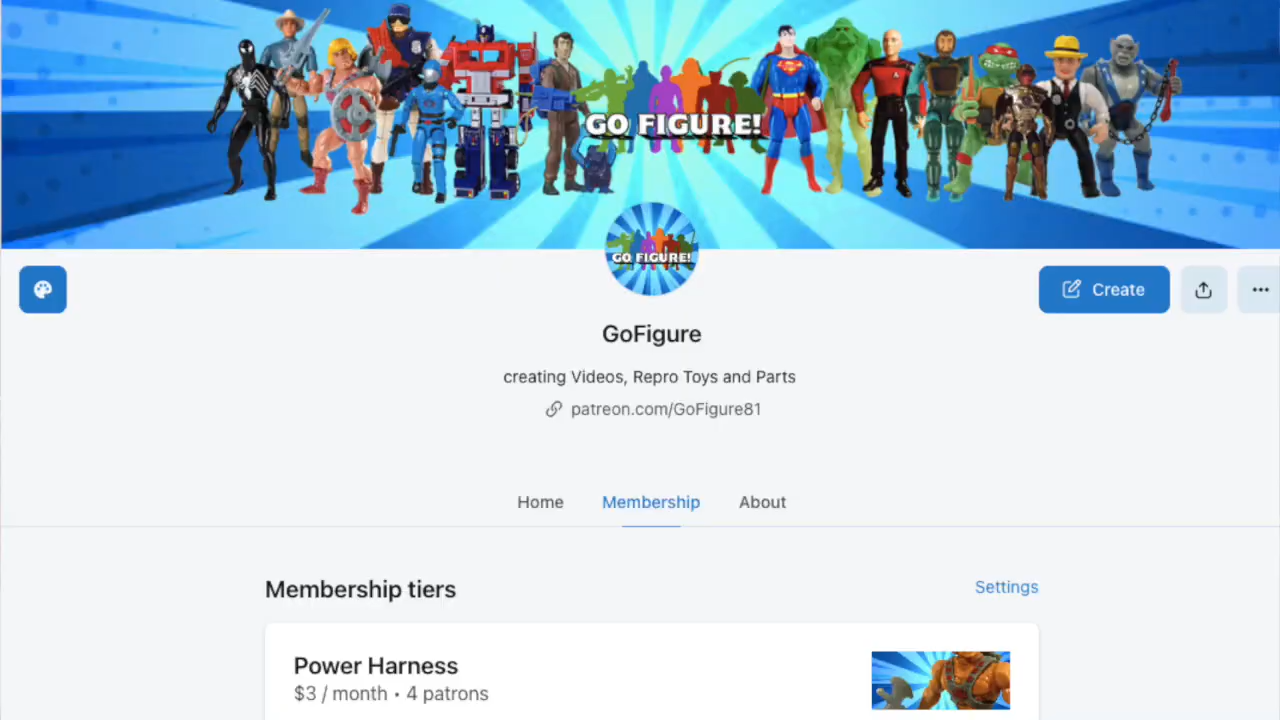 GO FIGURE!
GO FIGURE!
Create
GoFigure
creating Videos, Repro Toys and Parts
patreon.com/GoFigure81
Home Membership About
Membership tiers Settings
Power Harness
$3 / month • 4 patrons